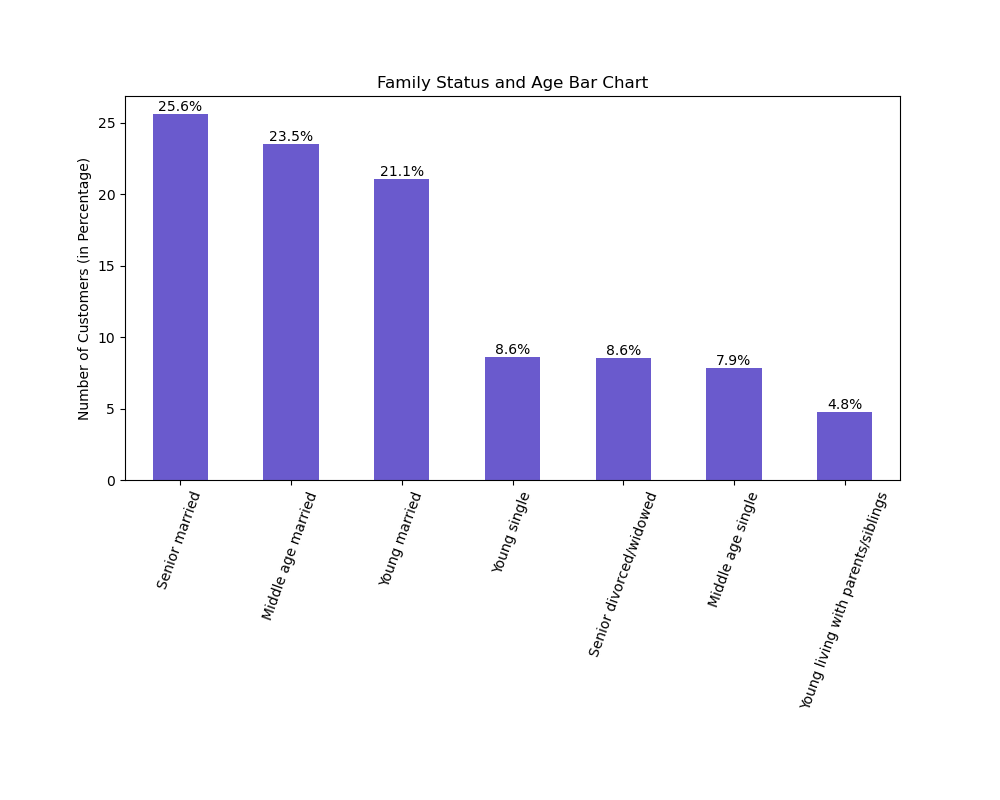 Family Status and Age Bar Chart
Number of Customers (in Percentage)
25
20
15
10
5
0
25.6%
23.5%
21.1%
8.6%
8.6%
7.9%
4.8%
Senior married
Middle age married
Young married
Young single
Senior divorced/widowed
Middle age single
Young living with parents/siblings